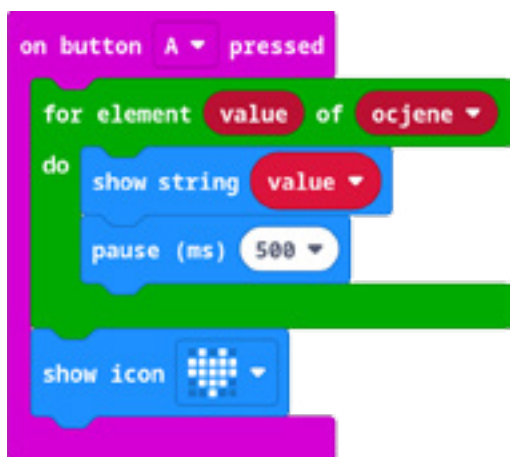 on button A pressed
for element value of ocjene
do
show string value
pause (ms) 500
show icon